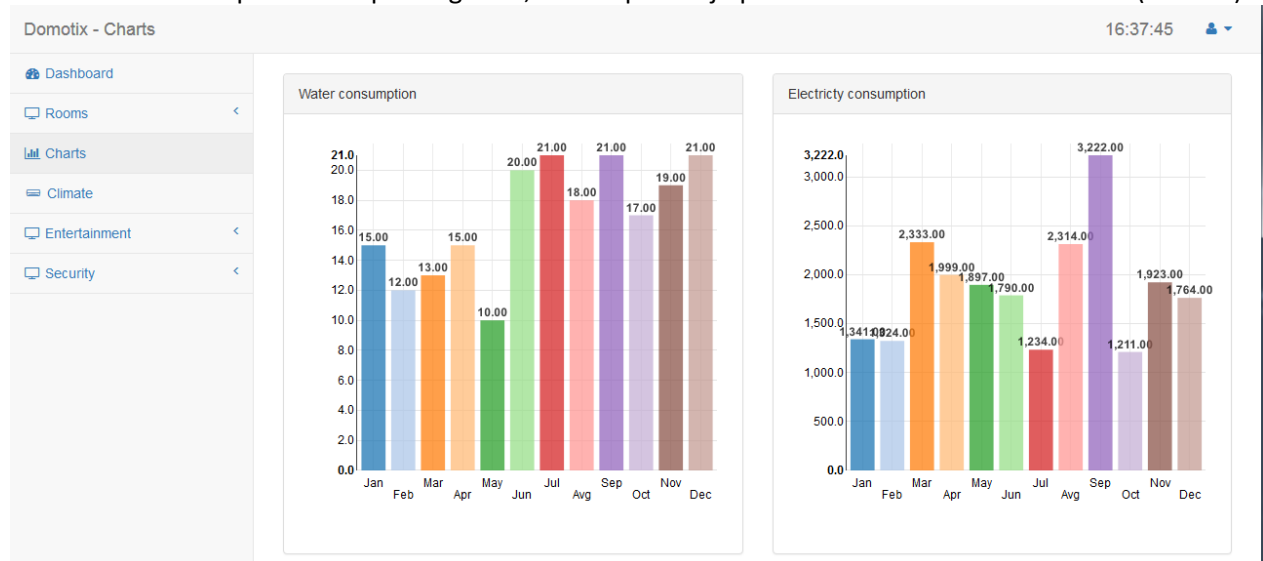 Domotix - Charts
16:37:45
Dashboard
Rooms
Charts
Climate
Entertainment
Security
Water consumption
21.0
20.0
18.0
16.0
14.0
12.0
10.0
8.0
6.0
4.0
2.0
0.0
15.00
12.00
13.00
15.00
10.00
20.00
21.00
18.00
21.00
17.00
19.00
21.00
Jan
Feb
Mar
Apr
May
Jun
Jul
Avg
Sep
Oct
Nov
Dec
Electricty consumption
3,222.0
3,000.0
2,500.0
2,000.0
1,500.0
1,000.0
500.0
0.0
1,341.00
1,324.00
2,333.00
1,999.00
1,897.00
1,790.00
1,234.00
2,314.00
3,222.00
1,211.00
1,923.00
1,764.00
Jan
Feb
Mar
Apr
May
Jun
Jul
Avg
Sep
Oct
Nov
Dec